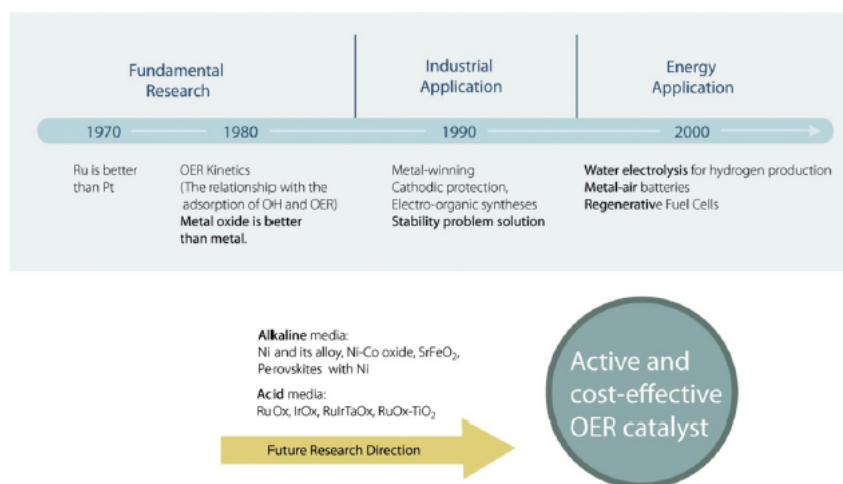 Fundamental
Research
Industrial
Application
Energy
Application
1970
1980
1990
2000
Ru is better
than Pt
OER Kinetics
(The relationship with the
adsorption of OH and OER)
Metal oxide is better
than metal.
Metal-winning
Cathodic protection,
Electro-organic syntheses
Stability problem solution
Water electrolysis for hydrogen production
Metal-air batteries
Regenerative Fuel Cells
Alkaline media:
Ni and its alloy, Ni-Co oxide, SrFeO₂,
Perovskites with Ni
Acid media:
RuOx, IrOx, RuIrTaOx, RuOx-TiO₂
Future Research Direction
Active and
cost-effective
OER catalyst